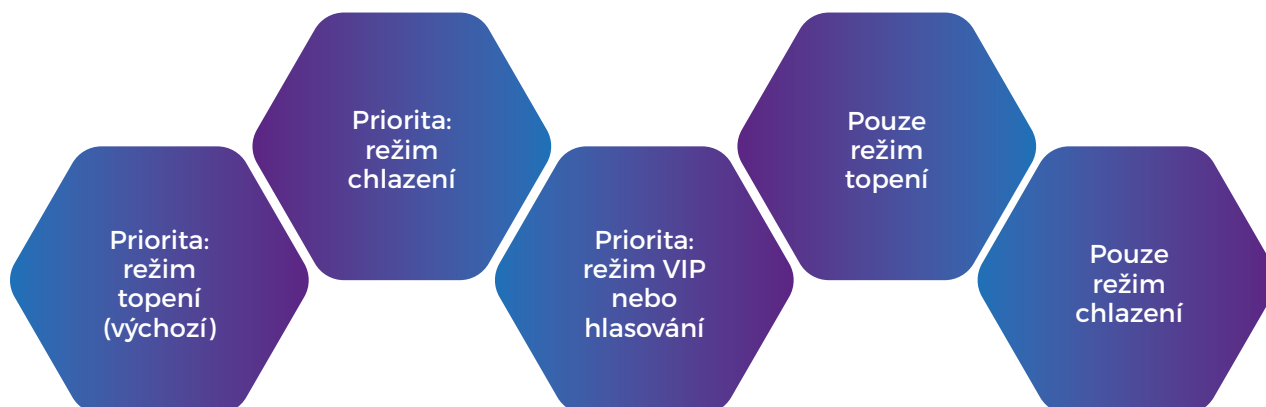 Priorita:
režim
topení
(výchozí)
Priorita:
režim
chlazení
Priorita:
režim VIP
nebo
hlasování
Pouze
režim
topení
Pouze
režim
chlazení